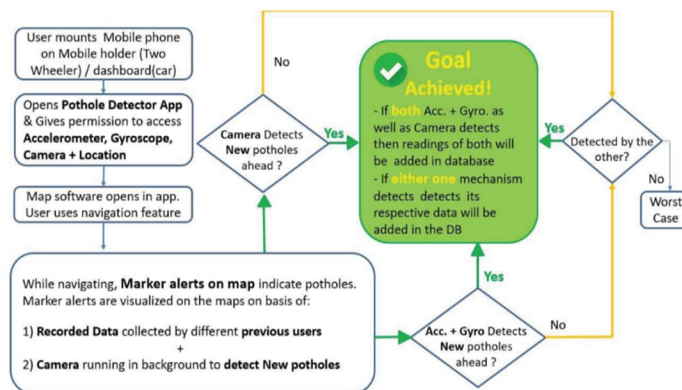 User mounts Mobile phone
on Mobile holder (Two
Wheeler) / dashboard(car)
Opens Pothole Detector App
& Gives permission to access
Accelerometer, Gyroscope,
Camera + Location
Map software opens in app.
User uses navigation feature
While navigating, Marker alerts on map indicate potholes.
Marker alerts are visualized on the maps on basis of:
1) Recorded Data collected by different previous users
+
2) Camera running in background to detect New potholes
No
Camera Detects
New potholes
ahead ?
Yes
Goal
Achieved!
- If both Acc. + Gyro. as
well as Camera detects
then readings of both will
be added in database
- If either one mechanism
detects detects its
respective data will be
added in the DB
Yes
Acc. + Gyro Detects
New potholes
ahead ?
No
No
Yes
Detected by the
other?
No
Worst
Case